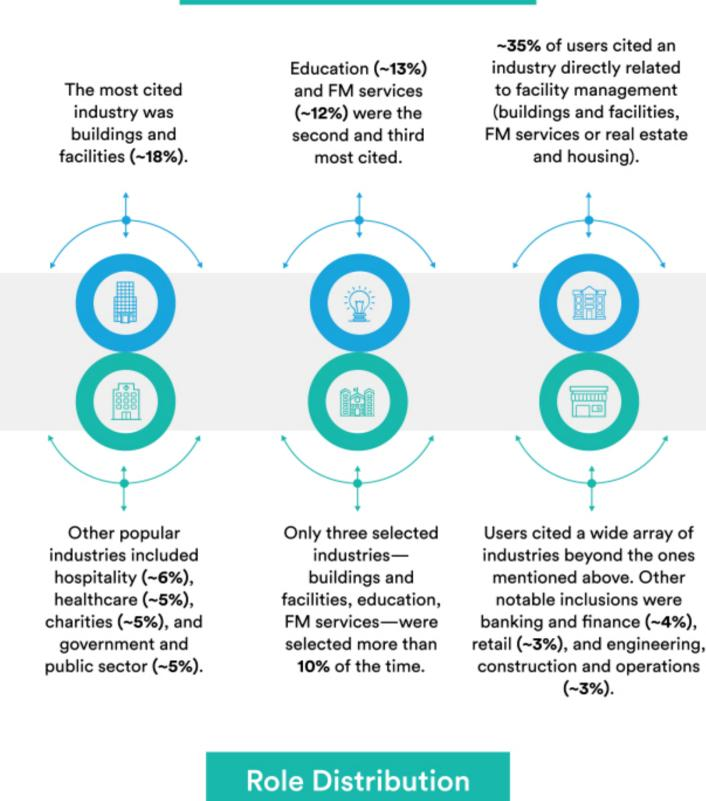 The most cited
industry was
buildings and
facilities (~18%).
Education (~13%)
and FM services
(~12%) were the
second and third
most cited.
~35% of users cited an
industry directly related
to facility management
(buildings and facilities,
FM services or real estate
and housing).
Other popular
industries included
hospitality (~6%),
healthcare (~5%),
charities (~5%), and
government and
public sector (~5%).
Only three selected
industries—
buildings and
facilities, education,
FM services—were
selected more than
10% of the time.
Users cited a wide array of
industries beyond the ones
mentioned above. Other
notable inclusions were
banking and finance (~4%),
retail (~3%), and engineering,
construction and operations
(~3%).
Role Distribution